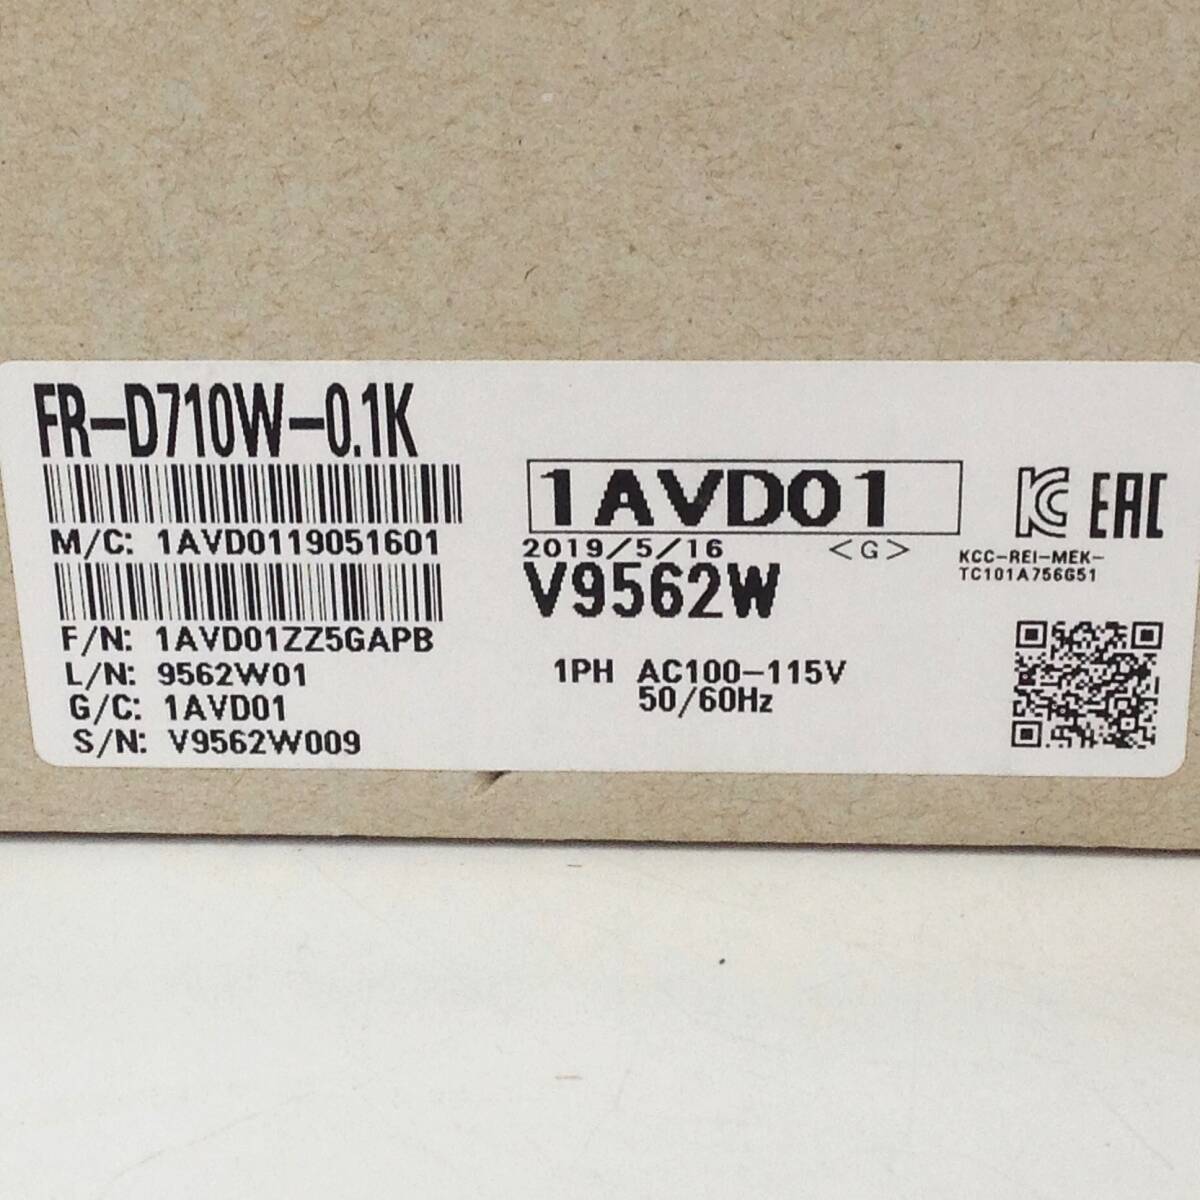 FR-D710W-0.1K
M/C: 1AVD0119051601
F/N: 1AVD01ZZ5GAPB
L/N: 9562W01
G/C: 1AVD01
S/N: V9562W009
1AVD01
2019/5/16 <G>
V9562W
1PH AC100-115V
50/60Hz
KC EAC
KCC-REI-MEK-
TC101A756G51